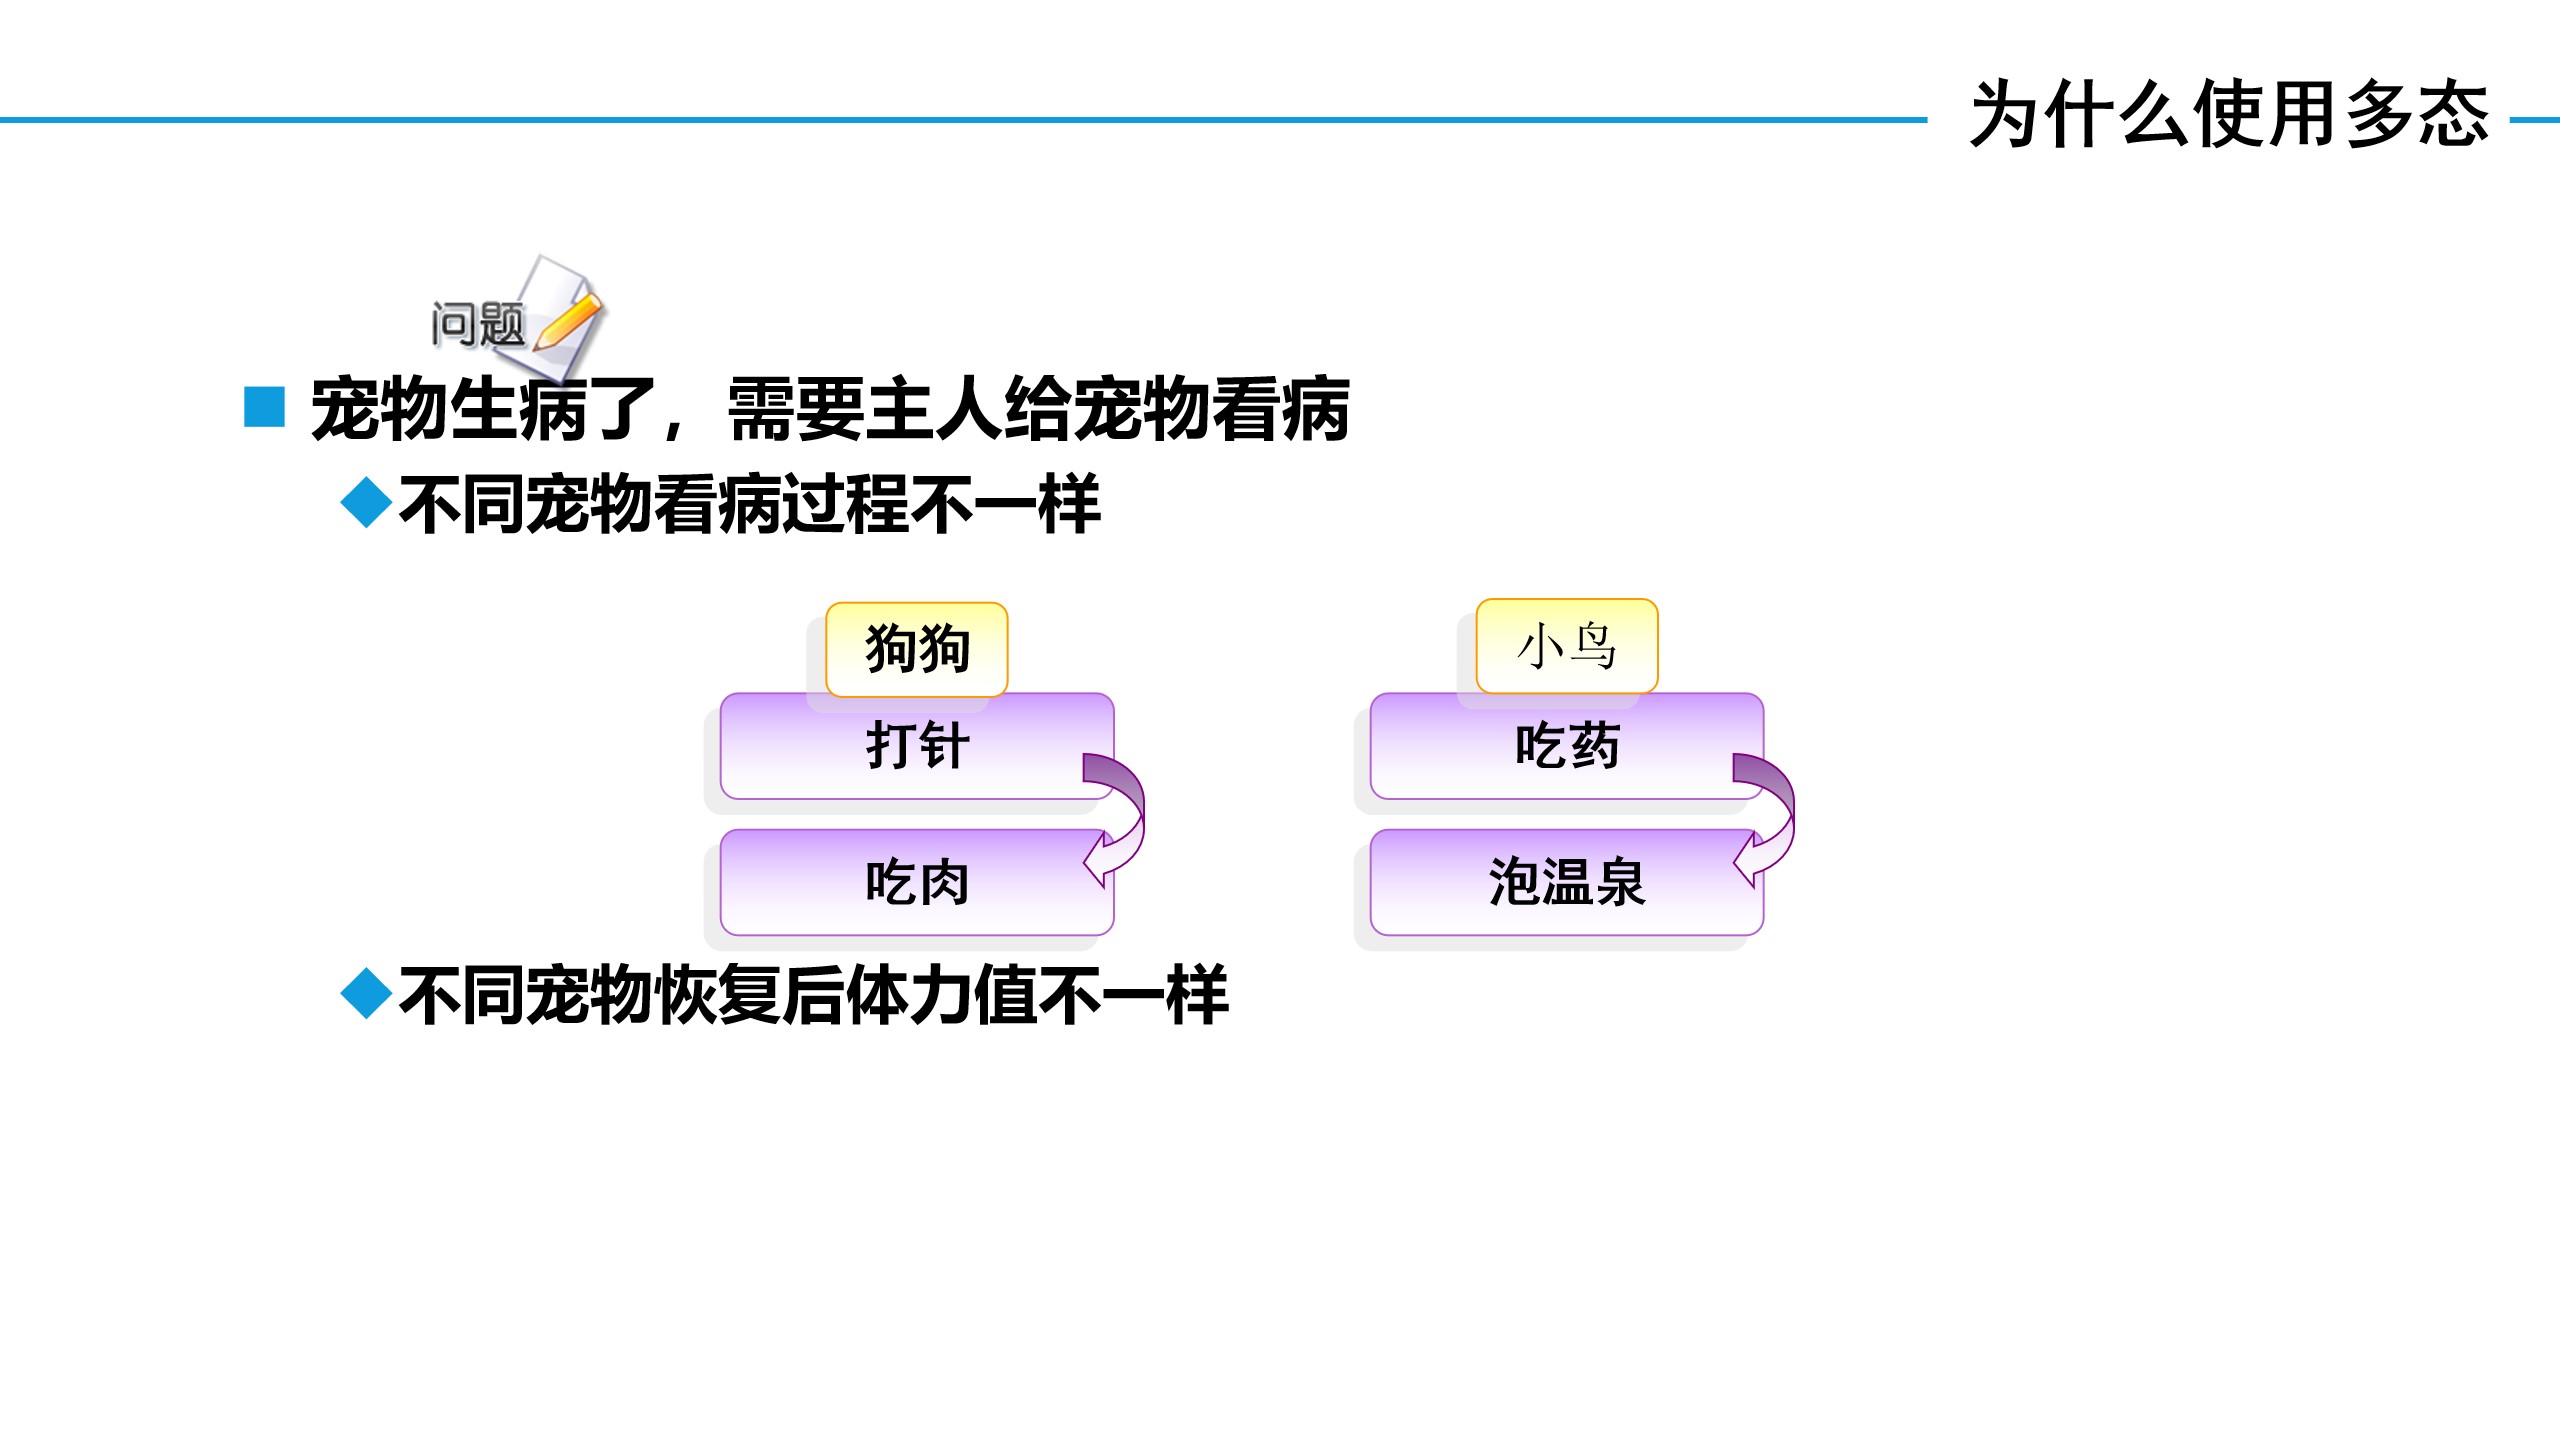 为什么使用多态
问题
宠物生病了，需要主人给宠物看病
不同宠物看病过程不一样
狗狗
小鸟
打针
吃药
吃肉
泡温泉
不同宠物恢复后体力值不一样